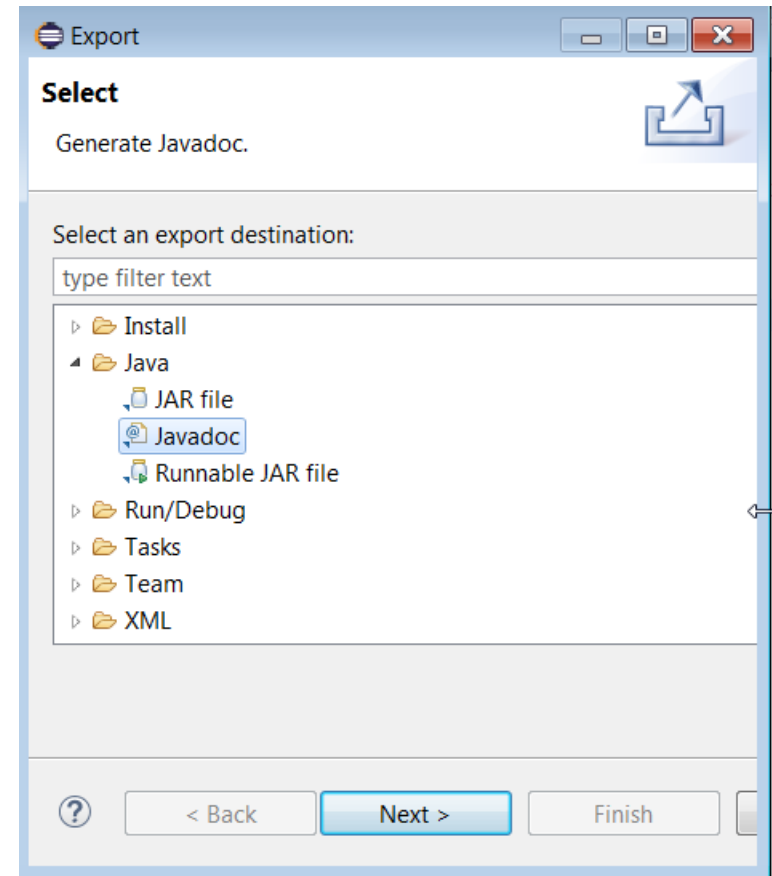 Export
Select
Generate Javadoc.
Select an export destination:
type filter text
Install
Java
JAR file
Javadoc
Runnable JAR file
Run/Debug
Tasks
Team
XML
? < Back Next > Finish